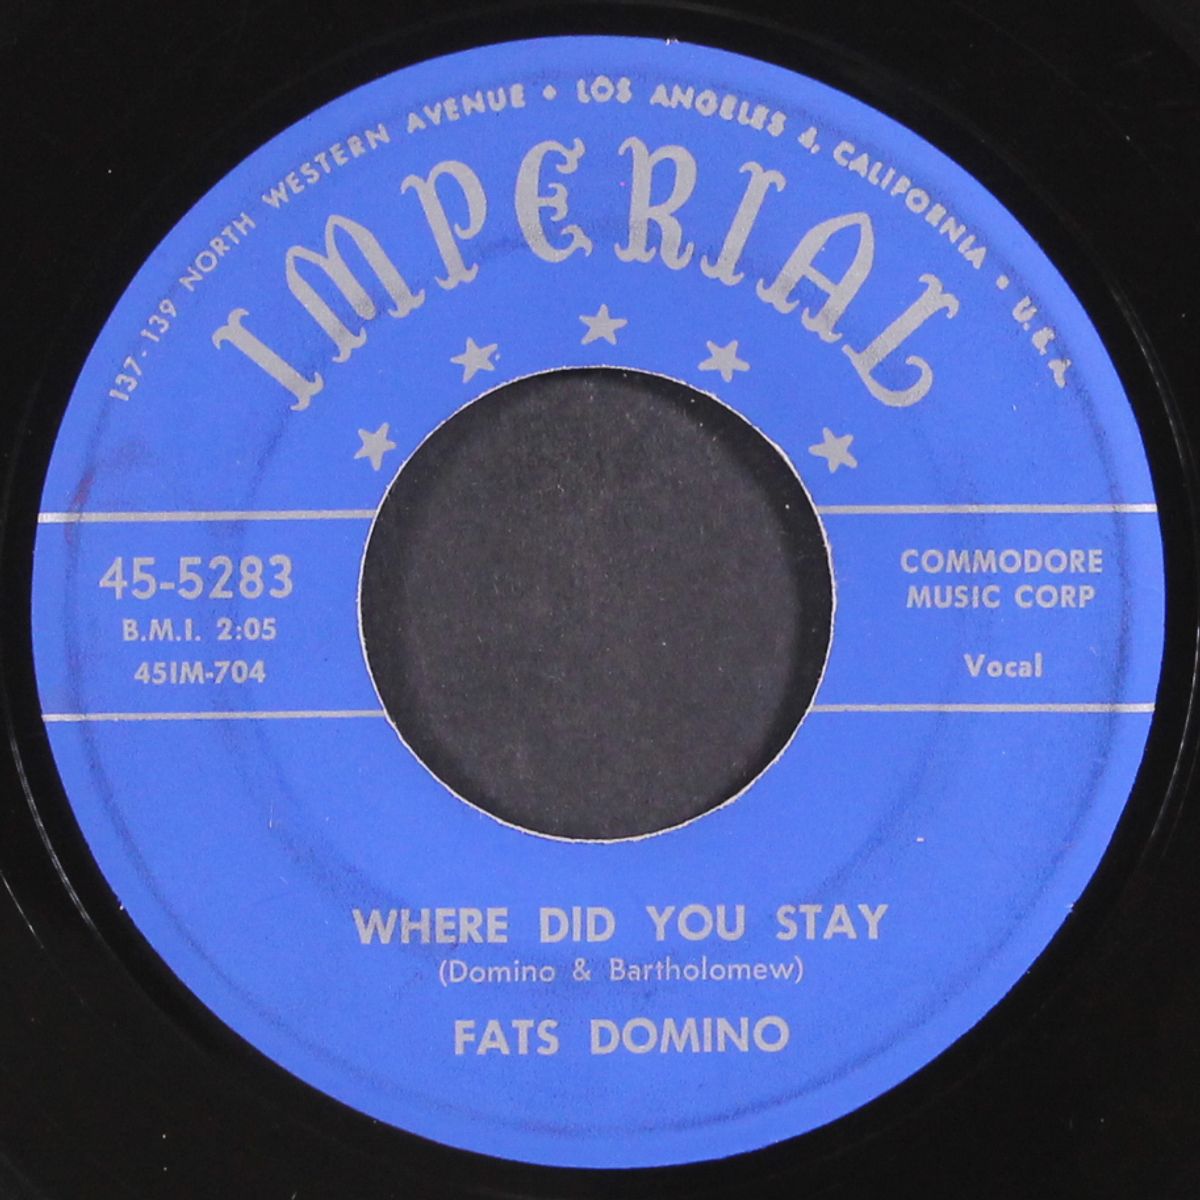 137-139 NORTH WESTERN AVENUE • LOS ANGELES 4, CALIFORNIA • U.S.A.
IMPERIAL
45-5283
B.M.I. 2:05
45IM-704
COMMODORE
MUSIC CORP
Vocal
WHERE DID YOU STAY
(Domino & Bartholomew)
FATS DOMINO